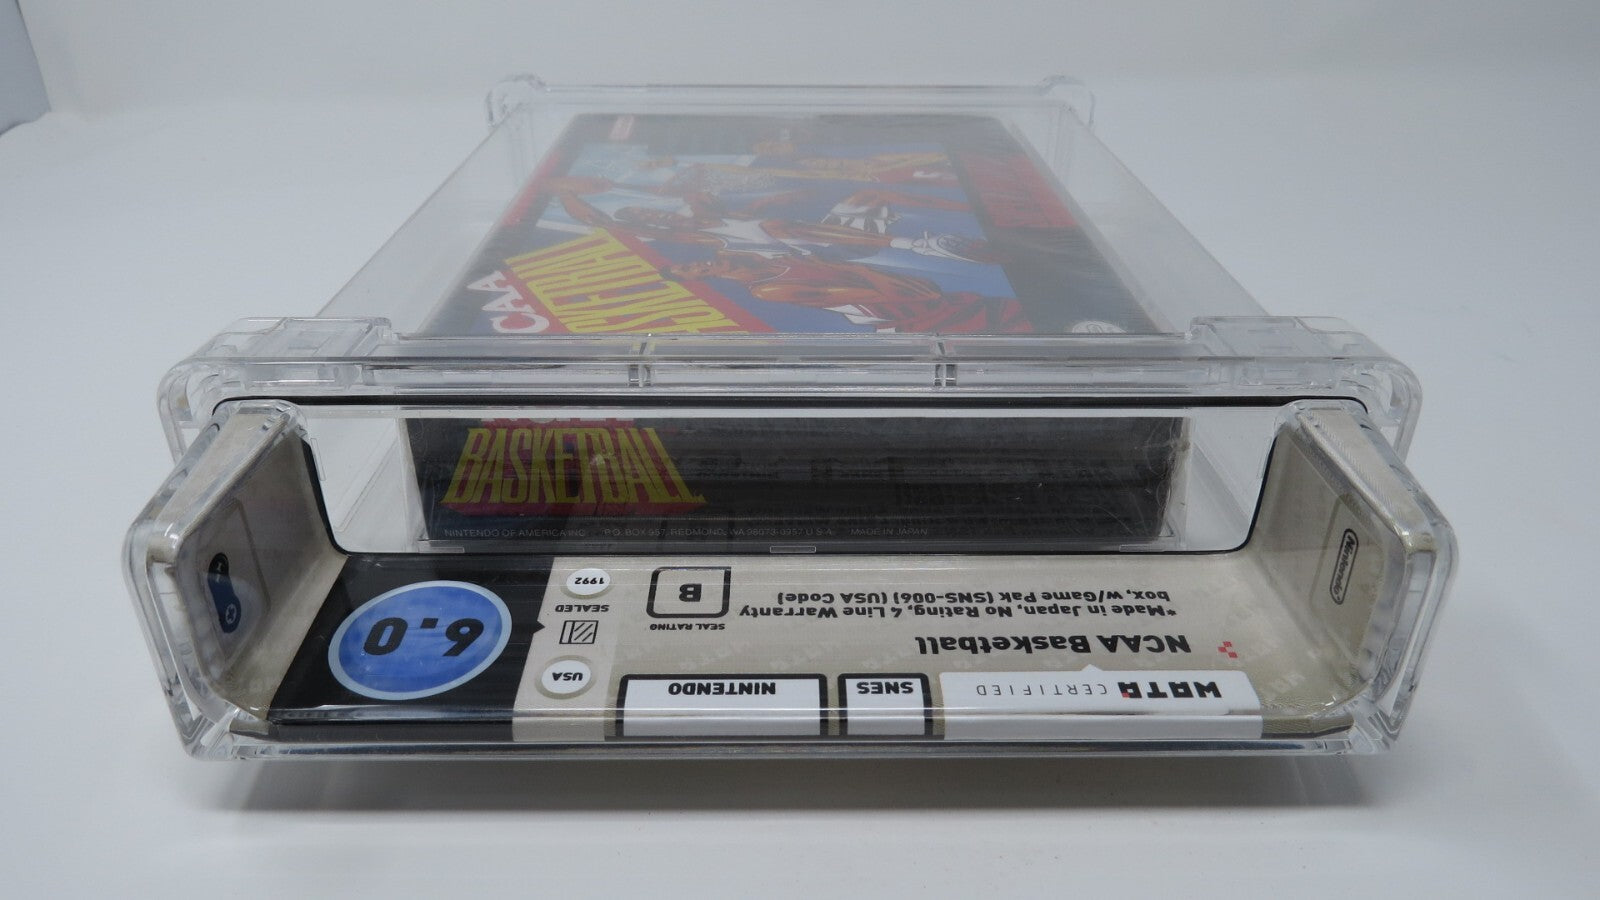 CAA
BASKETBALL
BASKETBALL
NINTENDO OF AMERICA INC. P.O. BOX 957, REDMOND, WA 98073-0957 U.S.A. MADE IN JAPAN
WATA CERTIFIED
SNES
NINTENDO
USA
NCAA Basketball
*Made in Japan, No Rating, 4 Line Warranty
box, w/Game Pak (SNS-006) (USA Code)
SEAL RATING
B
SEALED
1992
6.0
Nintendo